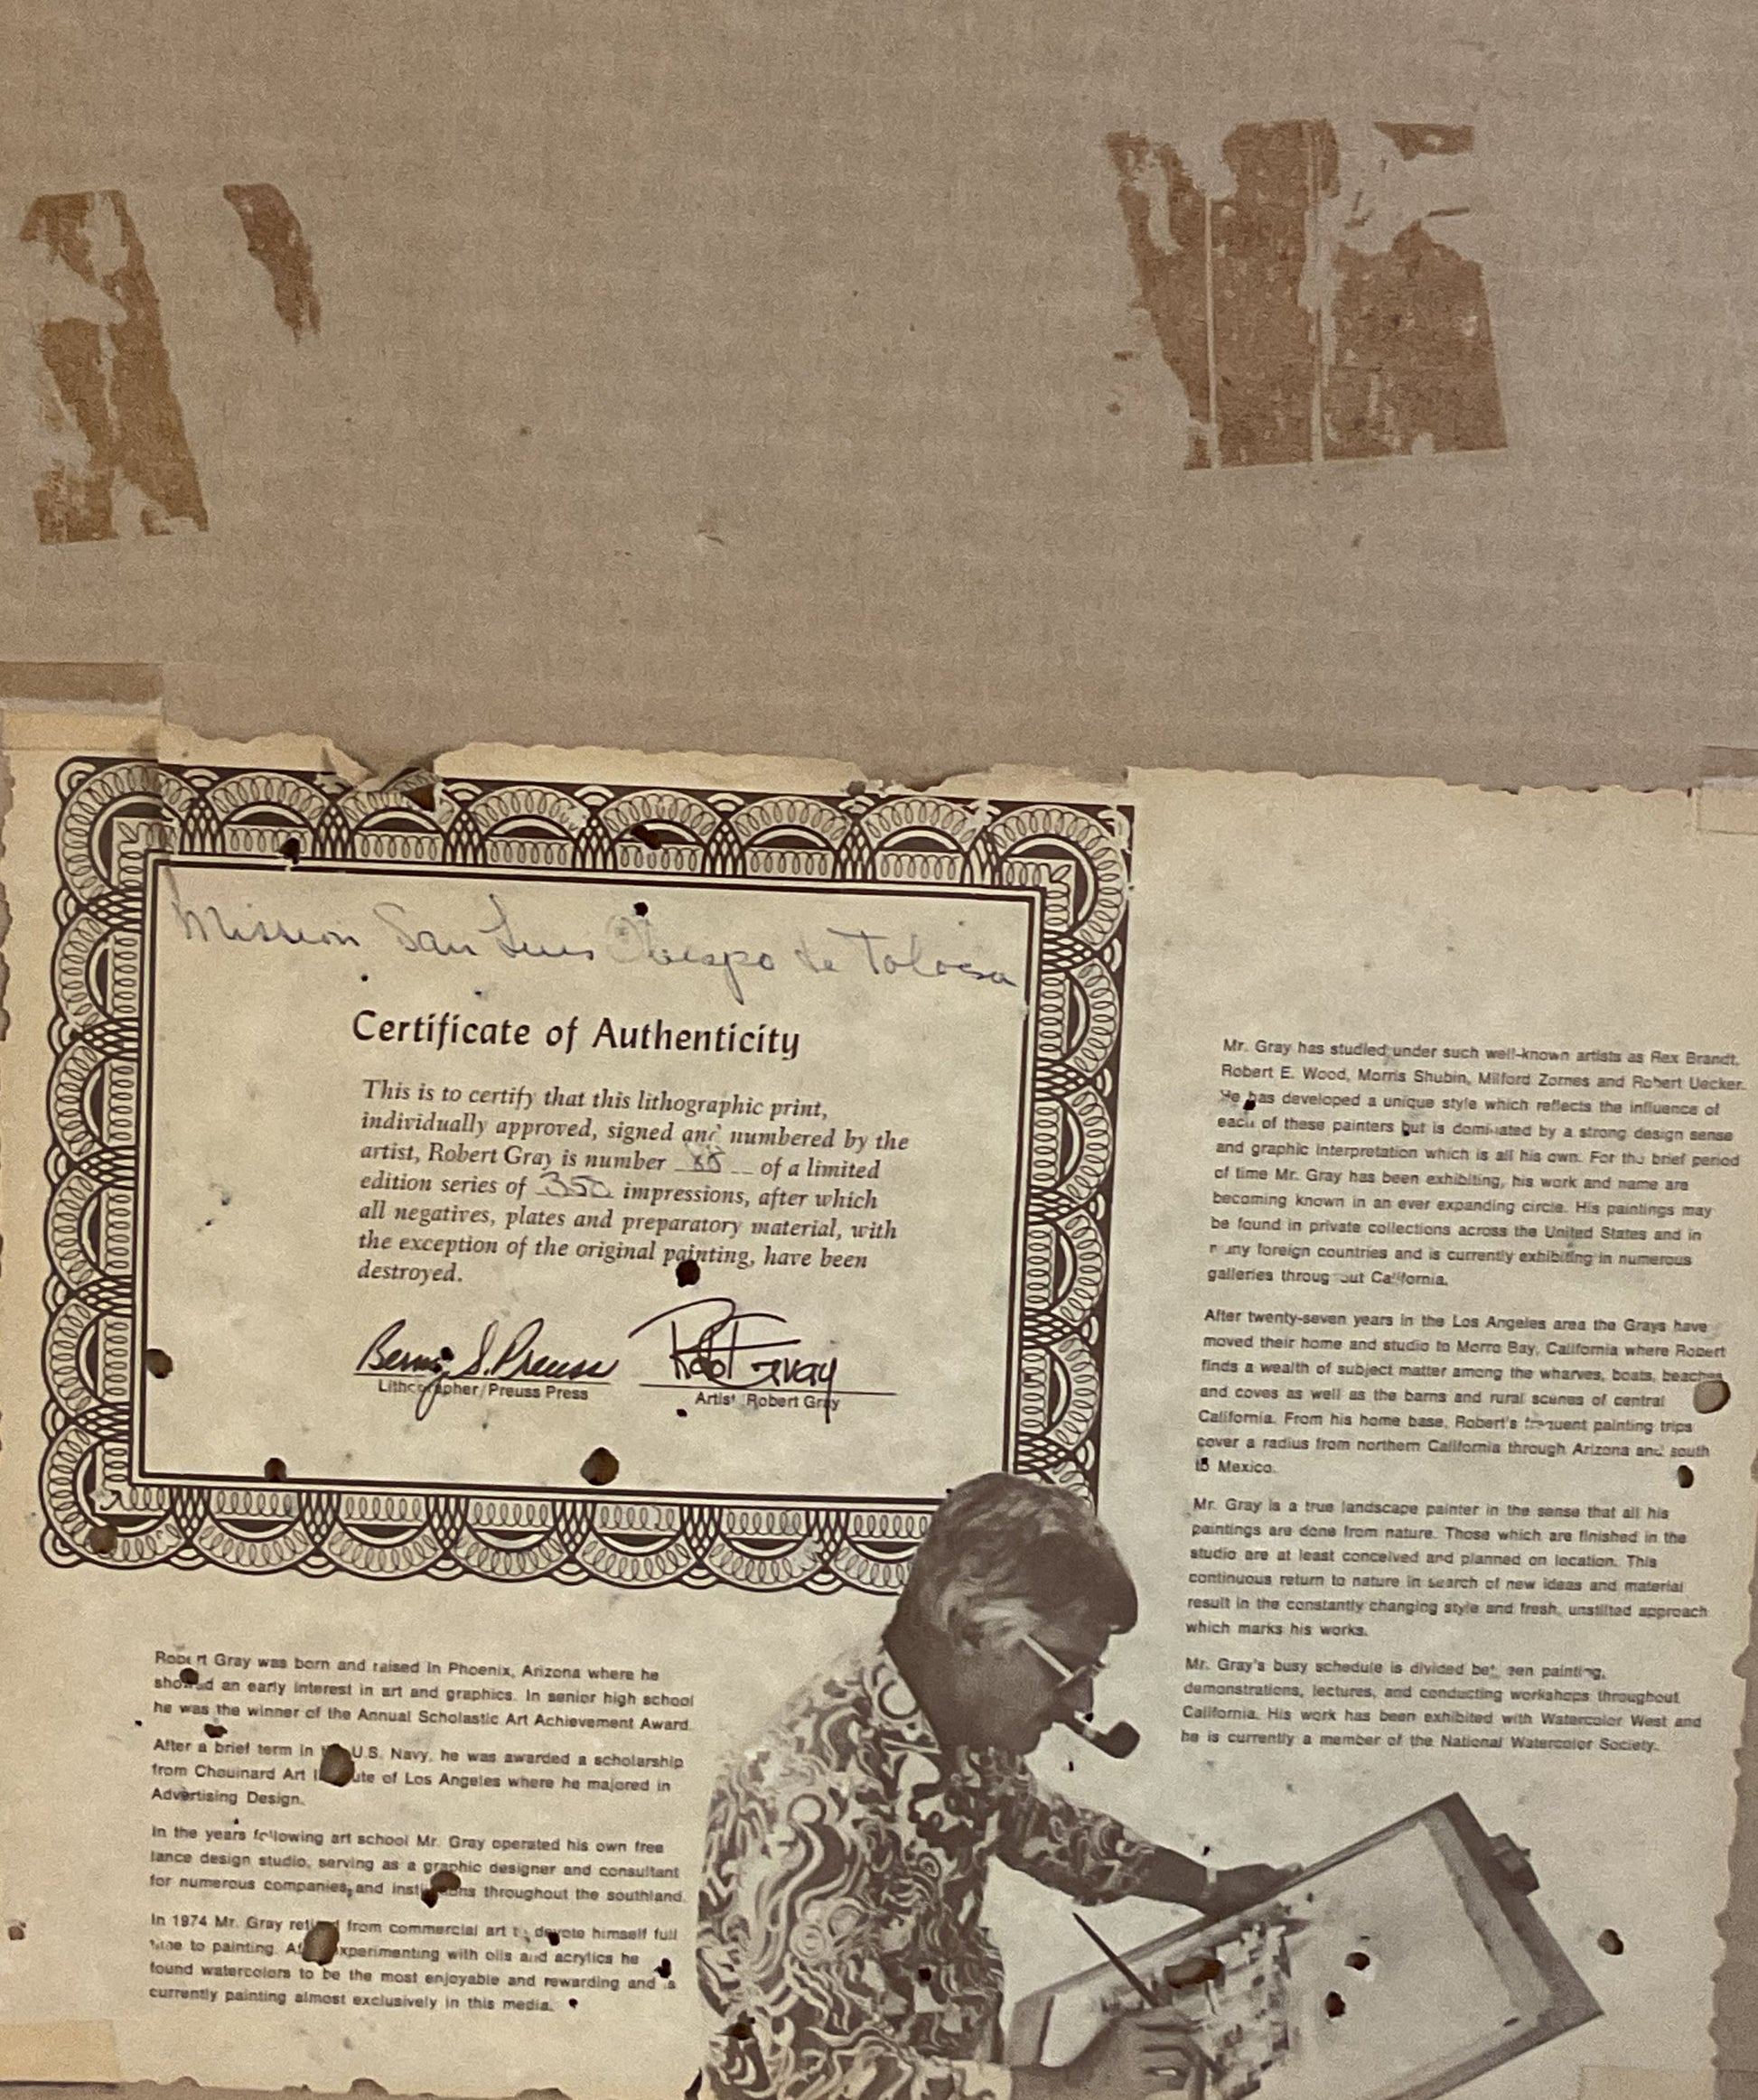 Mission San Luis Obispo de Tolosa
Certificate of Authenticity
This is to certify that this lithographic print,
individually approved, signed and numbered by the
artist, Robert Gray is number of a limited
edition series of 350 impressions, after which
all negatives, plates and preparatory material, with
the exception of the original painting, have been
destroyed.
S. Preuss
Lithographer/Preuss Press
Robt Gray
Artist/Robert Gray
Robert Gray was born and raised in Phoenix, Arizona where he
showed an early interest in art and graphics. In senior high school
he was the winner of the Annual Scholastic Art Achievement Award.
After a brief term in the U.S. Navy, he was awarded a scholarship
from Chouinard Art Institute of Los Angeles where he majored in
Advertising Design.
In the years following art school Mr. Gray operated his own free
lance design studio, serving as a graphic designer and consultant
for numerous companies and institutions throughout the southland.
In 1974 Mr. Gray retired from commercial art to devote himself full
time to painting. After experimenting with oils and acrylics he
found watercolors to be the most enjoyable and rewarding and is
currently painting almost exclusively in this media.
Mr. Gray has studied under such well-known artists as Rex Brandt,
Robert E. Wood, Morris Shubin, Milford Zornes and Robert Uecker.
He has developed a unique style which reflects the influence of
each of these painters but is dominated by a strong design sense
and graphic interpretation which is all his own. For the brief period
of time Mr. Gray has been exhibiting, his work and name are
becoming known in an ever expanding circle. His paintings may
be found in private collections across the United States and in
many foreign countries and is currently exhibiting in numerous
galleries throughout California.
After twenty-seven years in the Los Angeles area the Grays have
moved their home and studio to Morro Bay, California where Robert
finds a wealth of subject matter among the wharves, boats, beaches
and coves as well as the barns and rural scenes of central
California. From his home base, Robert's frequent painting trips
cover a radius from northern California through Arizona and south
to Mexico.
Mr. Gray is a true landscape painter in the sense that all his
paintings are done from nature. Those which are finished in the
studio are at least conceived and planned on location. This
continuous return to nature in search of new ideas and material
result in the constantly changing style and fresh, unstilted approach
which marks his works.
Mr. Gray's busy schedule is divided between painting,
demonstrations, lectures, and conducting workshops throughout
California. His work has been exhibited with Watercolor West and
he is currently a member of the National Watercolor Society.